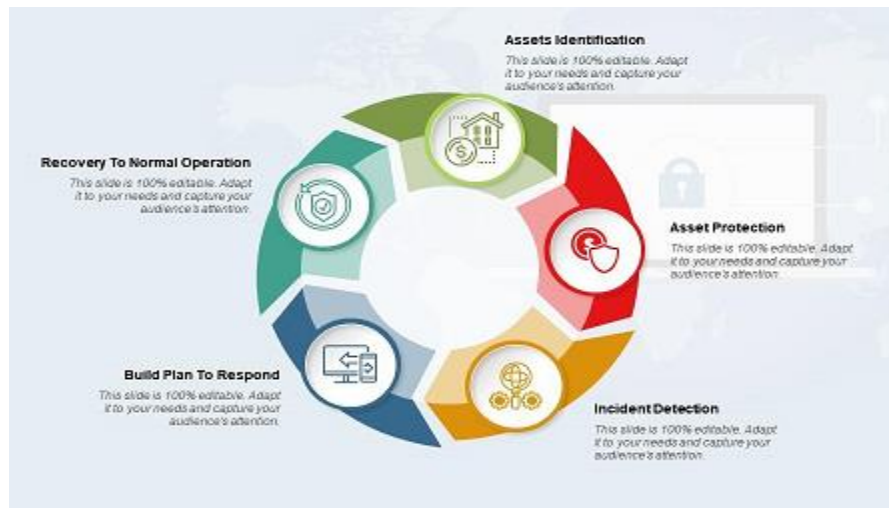 Assets Identification
This slide is 100% editable. Adapt
it to your needs and capture your
audience's attention.
Asset Protection
This slide is 100% editable. Adapt
it to your needs and capture your
audience's attention.
Incident Detection
This slide is 100% editable. Adapt
it to your needs and capture your
audience's attention.
Build Plan To Respond
This slide is 100% editable. Adapt
it to your needs and capture your
audience's attention.
Recovery To Normal Operation
This slide is 100% editable. Adapt
it to your needs and capture your
audience's attention.